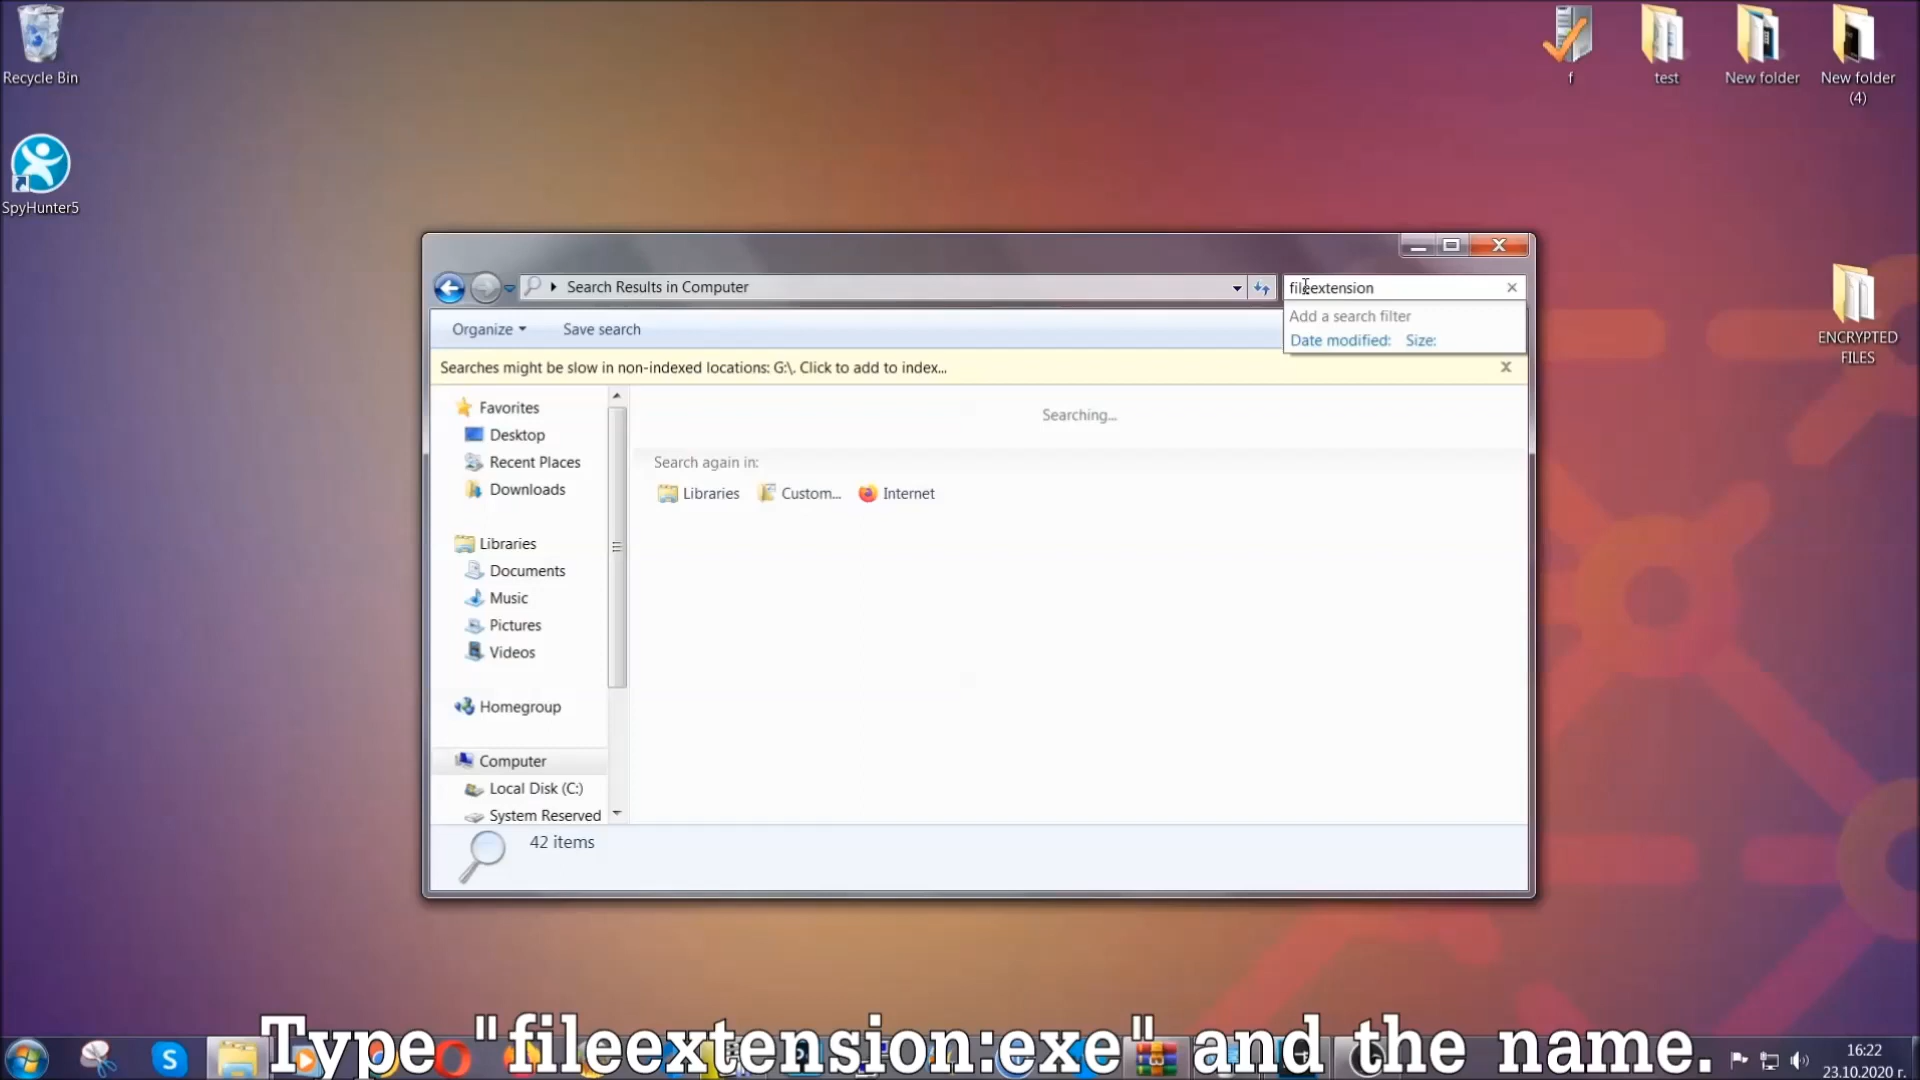 Recycle Bin
SpyHunter5
f
test
New folder
New folder
(4)
ENCRYPTED
FILES
Search Results in Computer
fileextension
Add a search filter
Date modified: Size:
Organize
Save search
Searches might be slow in non-indexed locations: G:\. Click to add to index...
Favorites
Desktop
Recent Places
Downloads
Libraries
Documents
Music
Pictures
Videos
Homegroup
Computer
Local Disk (C:)
System Reserved
Searching...
Search again in:
Libraries Custom... Internet
42 items
Type "fileextension:exe" and the name.
16:22
23.10.2020 г.